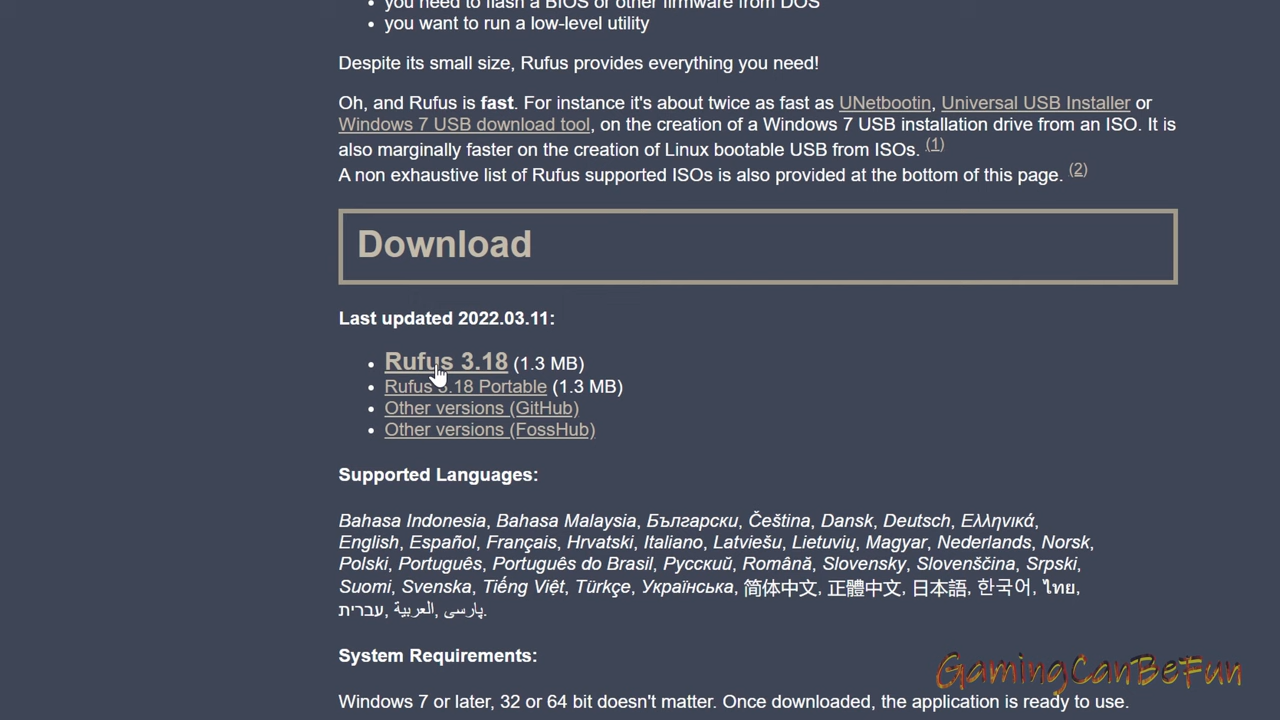 you need to flash a BIOS or other firmware from DOS
you want to run a low-level utility
Despite its small size, Rufus provides everything you need!
Oh, and Rufus is fast. For instance it's about twice as fast as UNetbootin, Universal USB Installer or
Windows 7 USB download tool, on the creation of a Windows 7 USB installation drive from an ISO. It is
also marginally faster on the creation of Linux bootable USB from ISOs. (1)
A non exhaustive list of Rufus supported ISOs is also provided at the bottom of this page. (2)
Download
Last updated 2022.03.11:
Rufus 3.18 (1.3 MB)
Rufus 3.18 Portable (1.3 MB)
Other versions (GitHub)
Other versions (FossHub)
Supported Languages:
Bahasa Indonesia, Bahasa Malaysia, Български, Čeština, Dansk, Deutsch, Ελληνικά,
English, Español, Français, Hrvatski, Italiano, Latviešu, Lietuvių, Magyar, Nederlands, Norsk,
Polski, Português, Português do Brasil, Русский, Română, Slovensky, Slovenščina, Srpski,
Suomi, Svenska, Tiếng Việt, Türkçe, Українська, 简体中文, 正體中文, 日本語, 한국어, ไทย,
עברית, العربية, پارسی.
System Requirements:
Windows 7 or later, 32 or 64 bit doesn't matter. Once downloaded, the application is ready to use.
GamingCanBeFun